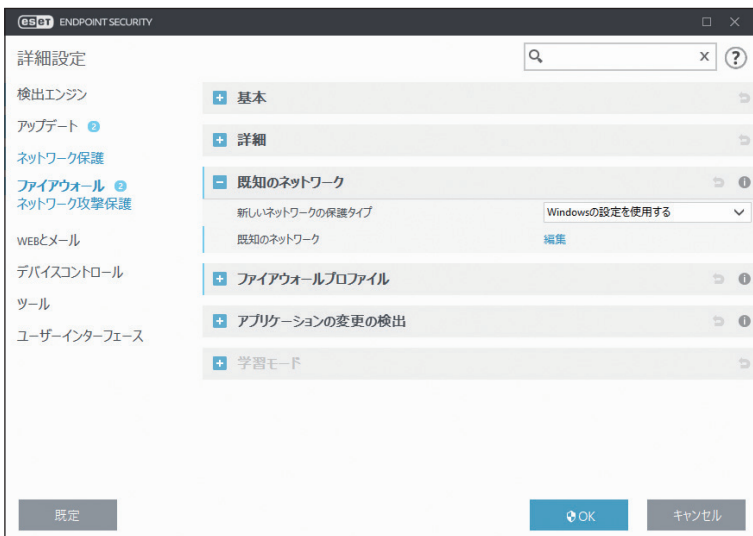 eset ENDPOINT SECURITY
詳細設定
x ?
検出エンジン
アップデート 2
ネットワーク保護
ファイアウォール 2
ネットワーク攻撃保護
WEBとメール
デバイスコントロール
ツール
ユーザーインターフェース
基本
詳細
既知のネットワーク
新しいネットワークの保護タイプ Windowsの設定を使用する
既知のネットワーク 編集
ファイアウォールプロファイル
アプリケーションの変更の検出
学習モード
既定 OK キャンセル